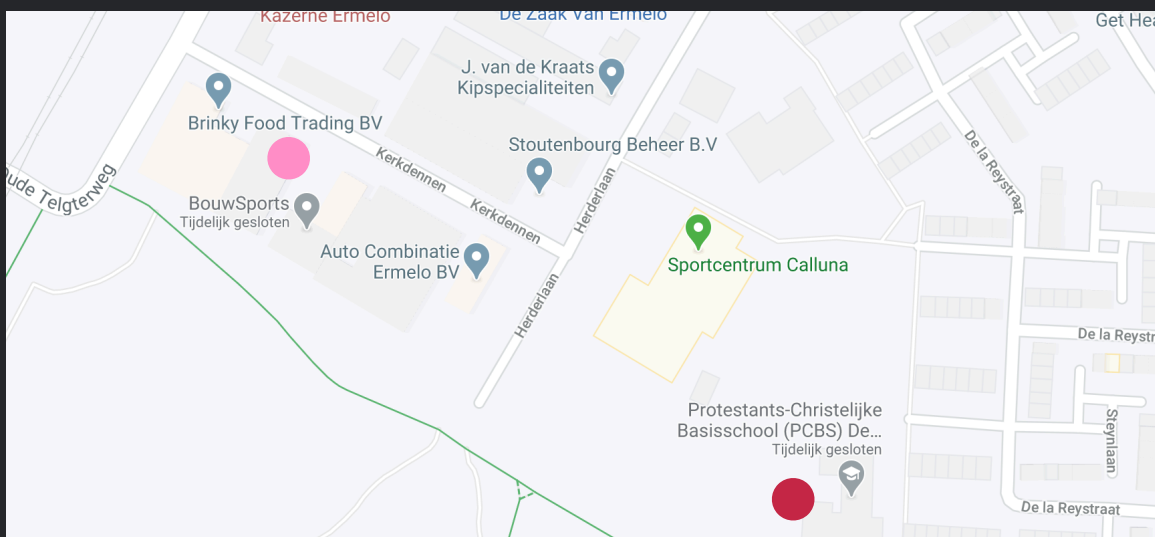 Kazerne Ermelo
De Zaak Van Ermelo
J. van de Kraats
Kipspecialiteiten
Brinky Food Trading BV
Stoutenbourg Beheer B.V
Kerkdennen
Kerkdennen
Herderlaan
Herderlaan
De la Reystraat
oude Telgterweg
BouwSports
Tijdelijk gesloten
Auto Combinatie
Ermelo BV
Sportcentrum Calluna
De la Reystr
Protestants-Christelijke
Basisschool (PCBS) De...
Tijdelijk gesloten
Steynlaan
De la Reystraat
Get Hea